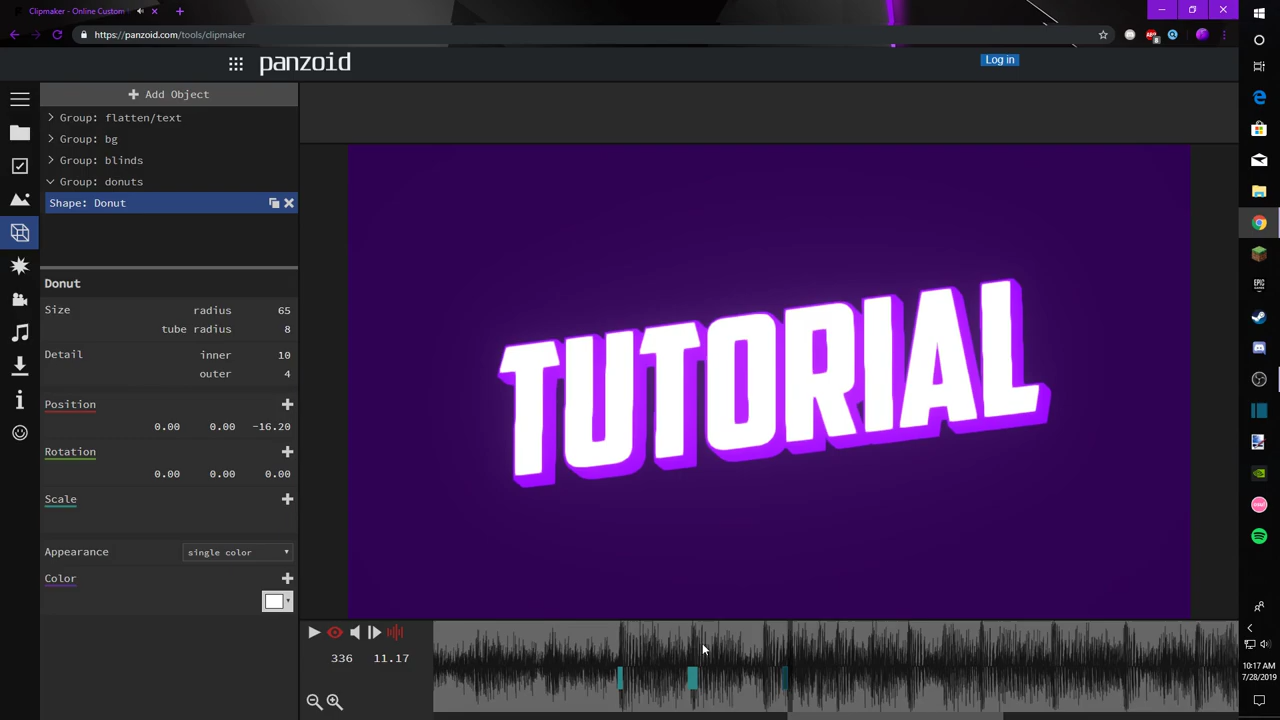 Clipmaker - Online Custom
https://panzoid.com/tools/clipmaker
panzoid
Log in
Add Object
Group: flatten/text
Group: bg
Group: blinds
Group: donuts
Shape: Donut
Donut
Size radius 65
tube radius 8
Detail inner 10
outer 4
Position
0.00 0.00 -16.20
Rotation
0.00 0.00 0.00
Scale
Appearance single color
Color
TUTORIAL
336 11.17
EPIC
GAMES
osu!
10:17 AM
7/28/2019